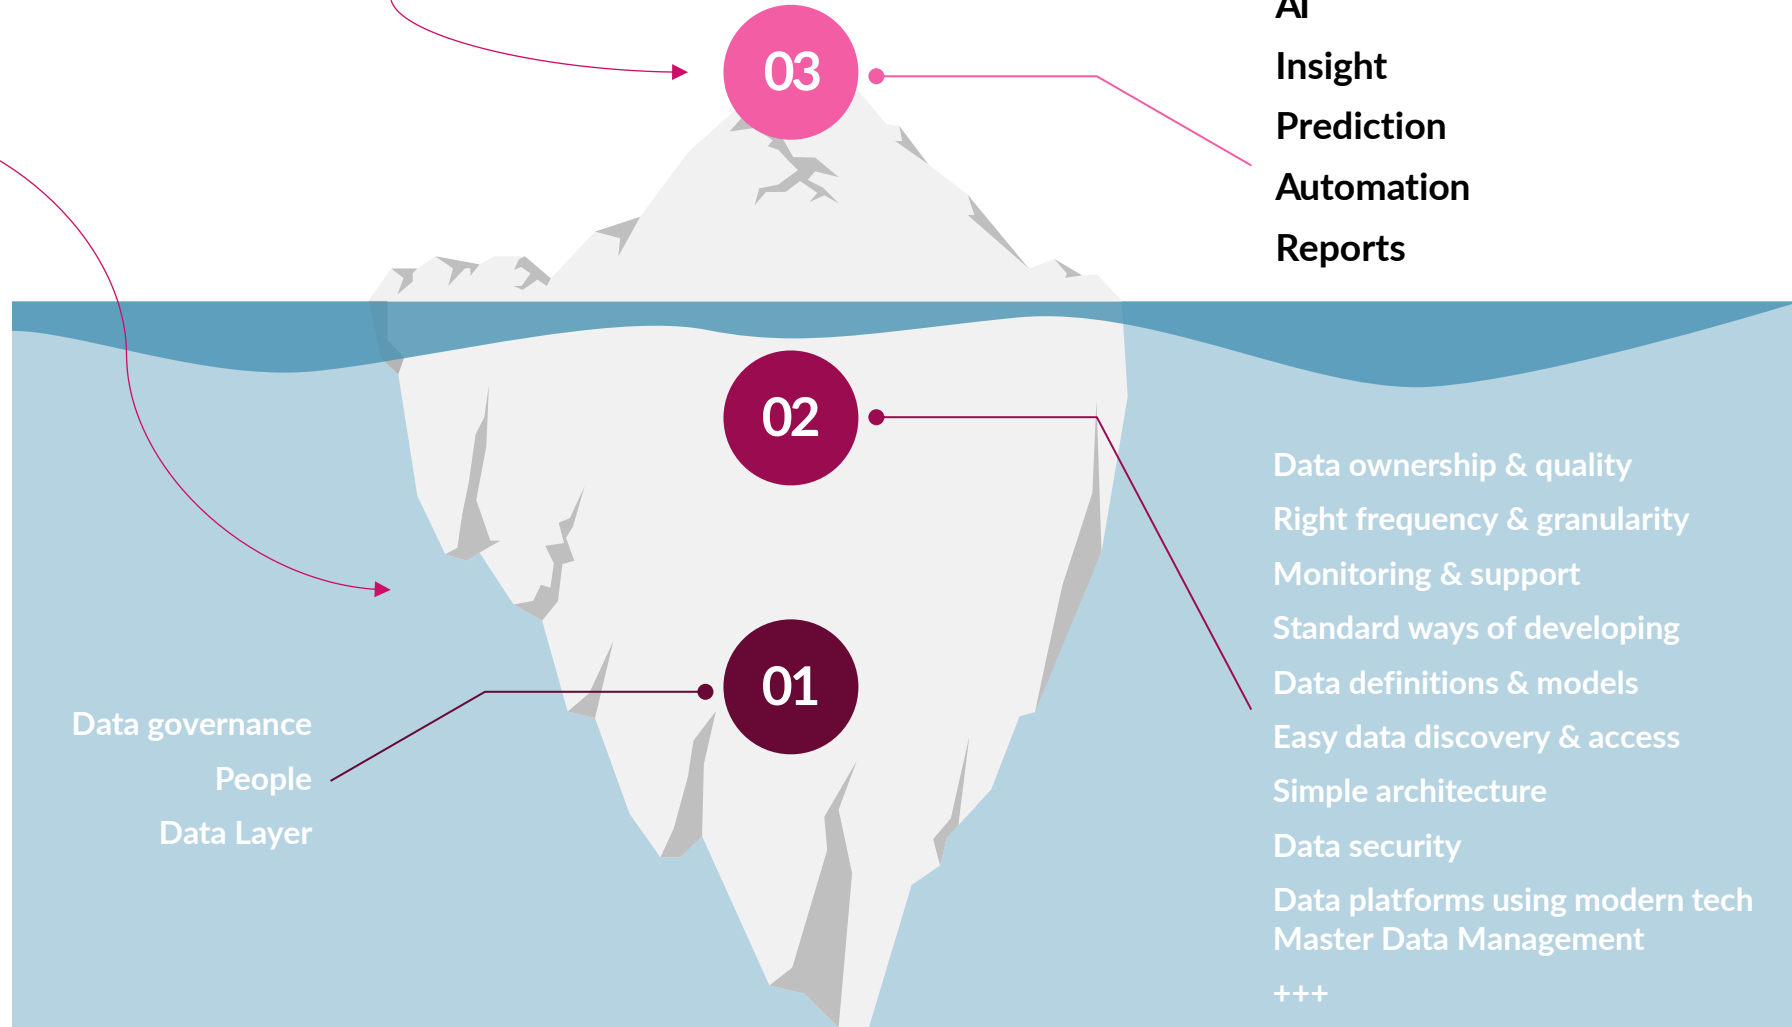 03
AI
Insight
Prediction
Automation
Reports
02
Data ownership & quality
Right frequency & granularity
Monitoring & support
Standard ways of developing
Data definitions & models
Easy data discovery & access
Simple architecture
Data security
Data platforms using modern tech
Master Data Management
+++
01
Data governance
People
Data Layer